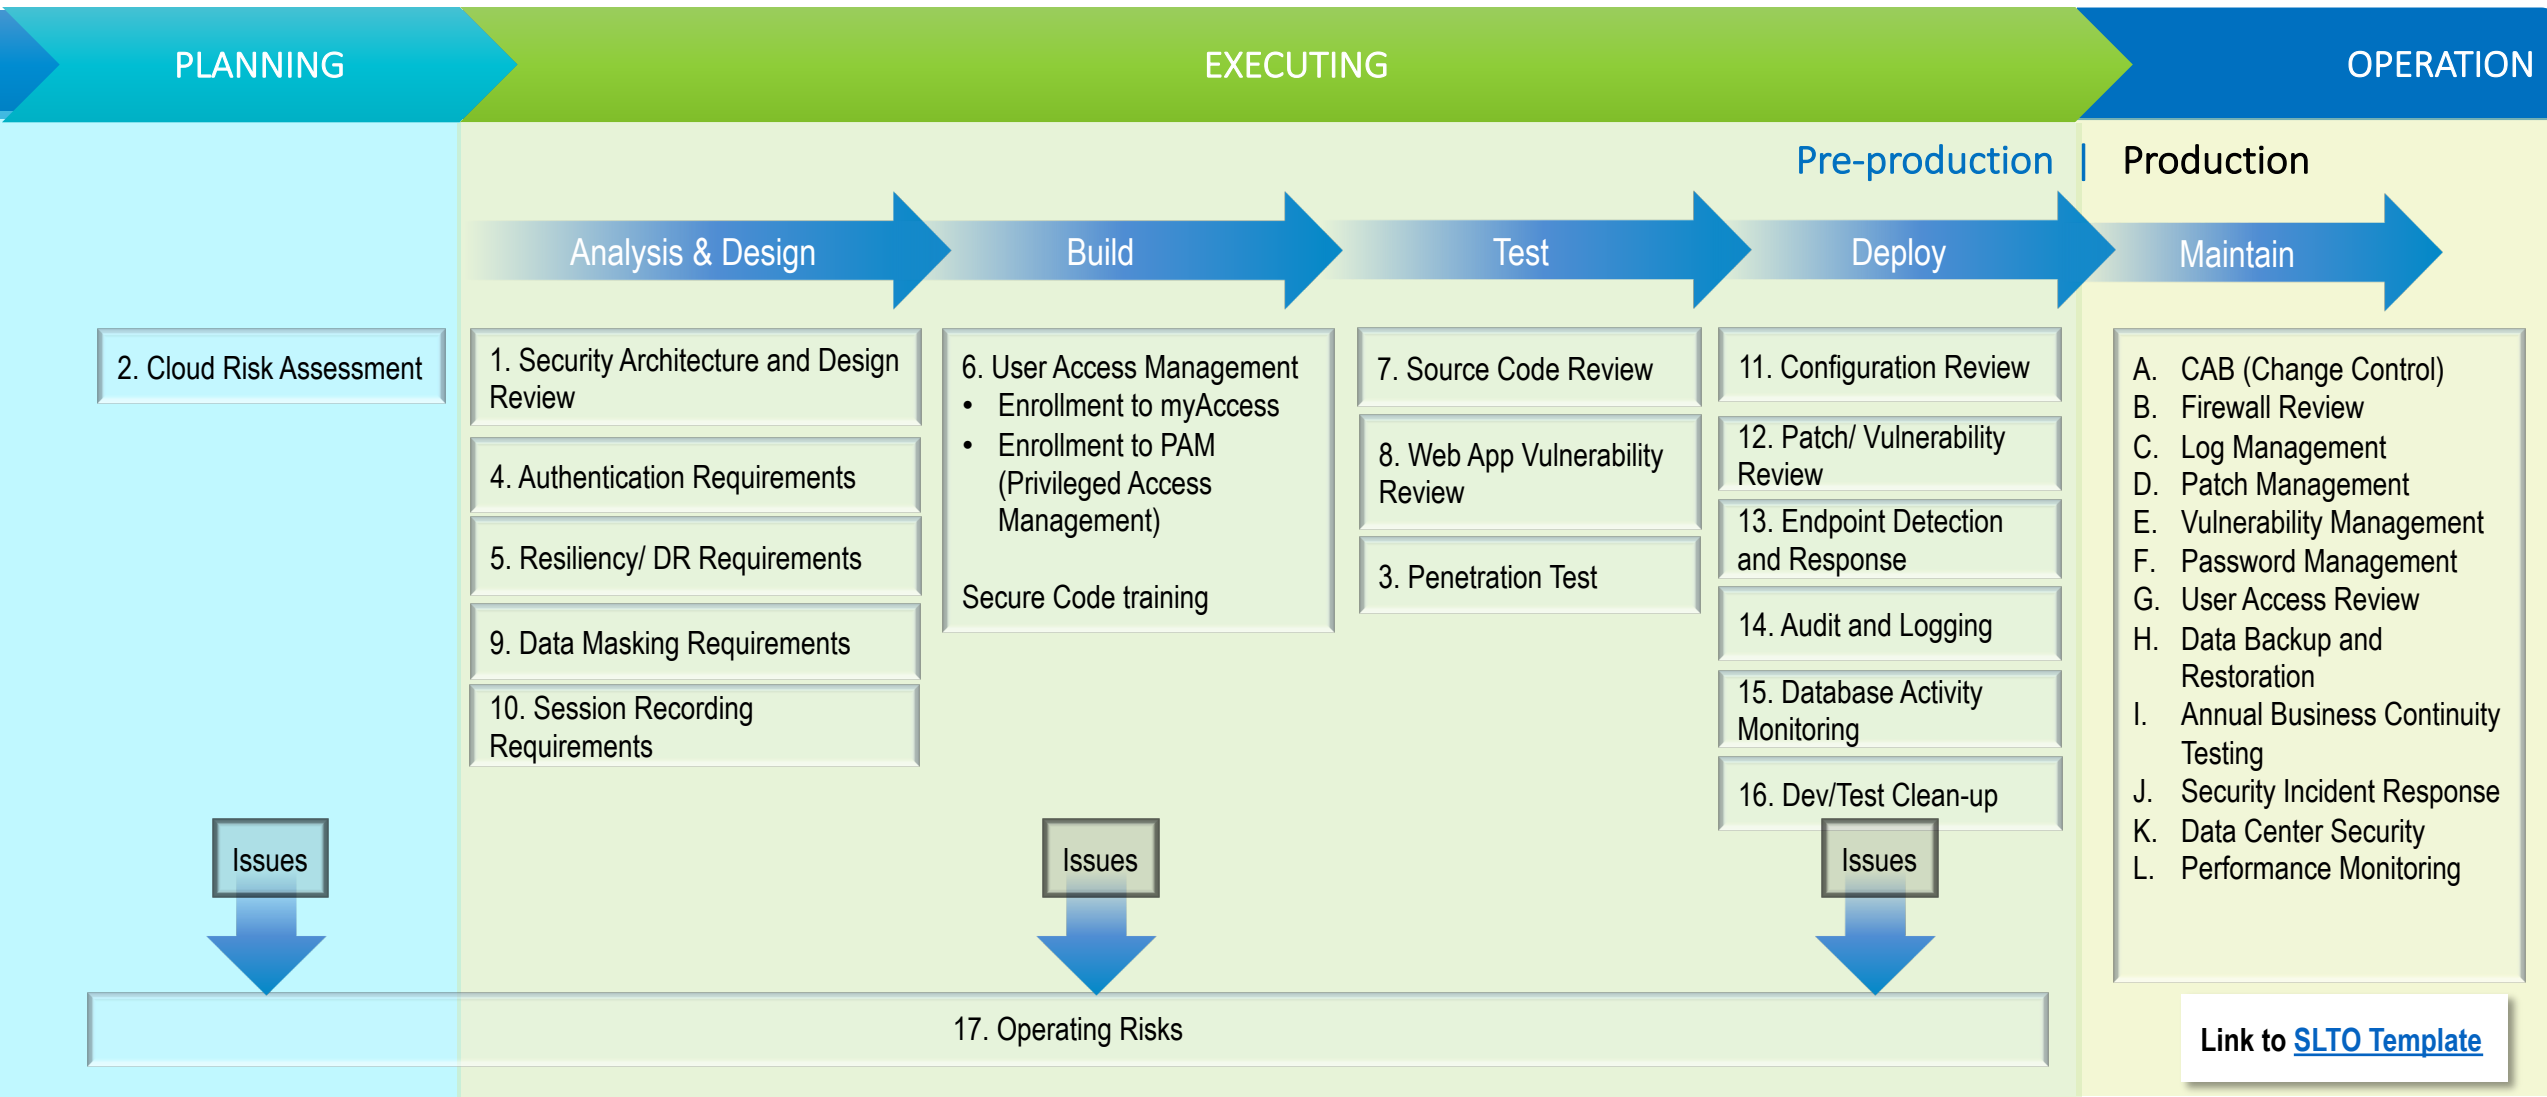 PLANNING
EXECUTING
OPERATION
Pre-production | Production
Analysis & Design
Build
Test
Deploy
Maintain
2. Cloud Risk Assessment
1. Security Architecture and Design
Review
4. Authentication Requirements
5. Resiliency/ DR Requirements
9. Data Masking Requirements
10. Session Recording
Requirements
6. User Access Management
• Enrollment to myAccess
• Enrollment to PAM
(Privileged Access
Management)
Secure Code training
7. Source Code Review
8. Web App Vulnerability
Review
3. Penetration Test
11. Configuration Review
12. Patch/ Vulnerability
Review
13. Endpoint Detection
and Response
14. Audit and Logging
15. Database Activity
Monitoring
16. Dev/Test Clean-up
A. CAB (Change Control)
B. Firewall Review
C. Log Management
D. Patch Management
E. Vulnerability Management
F. Password Management
G. User Access Review
H. Data Backup and
Restoration
I. Annual Business Continuity
Testing
J. Security Incident Response
K. Data Center Security
L. Performance Monitoring
Issues
Issues
Issues
17. Operating Risks
Link to SLTO Template